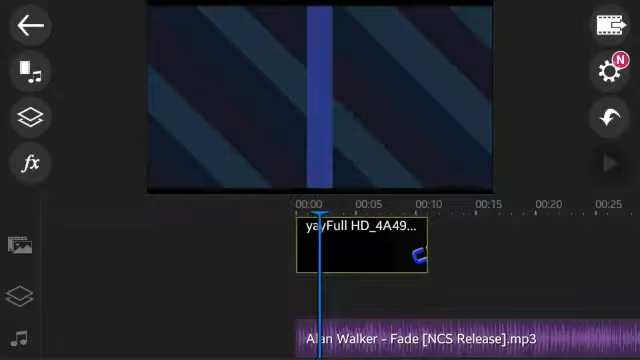 N
fx
00:00 00:05 00:10 00:15 00:20 00:25
yayFull HD_4A49...
Alan Walker - Fade [NCS Release].mp3